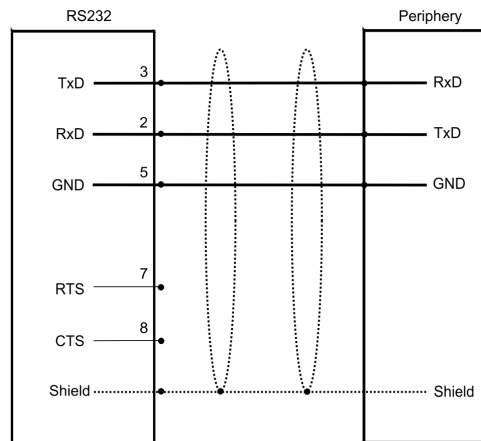 RS232 Periphery
TxD 3 RxD
RxD 2 TxD
GND 5 GND
RTS 7
CTS 8
Shield Shield